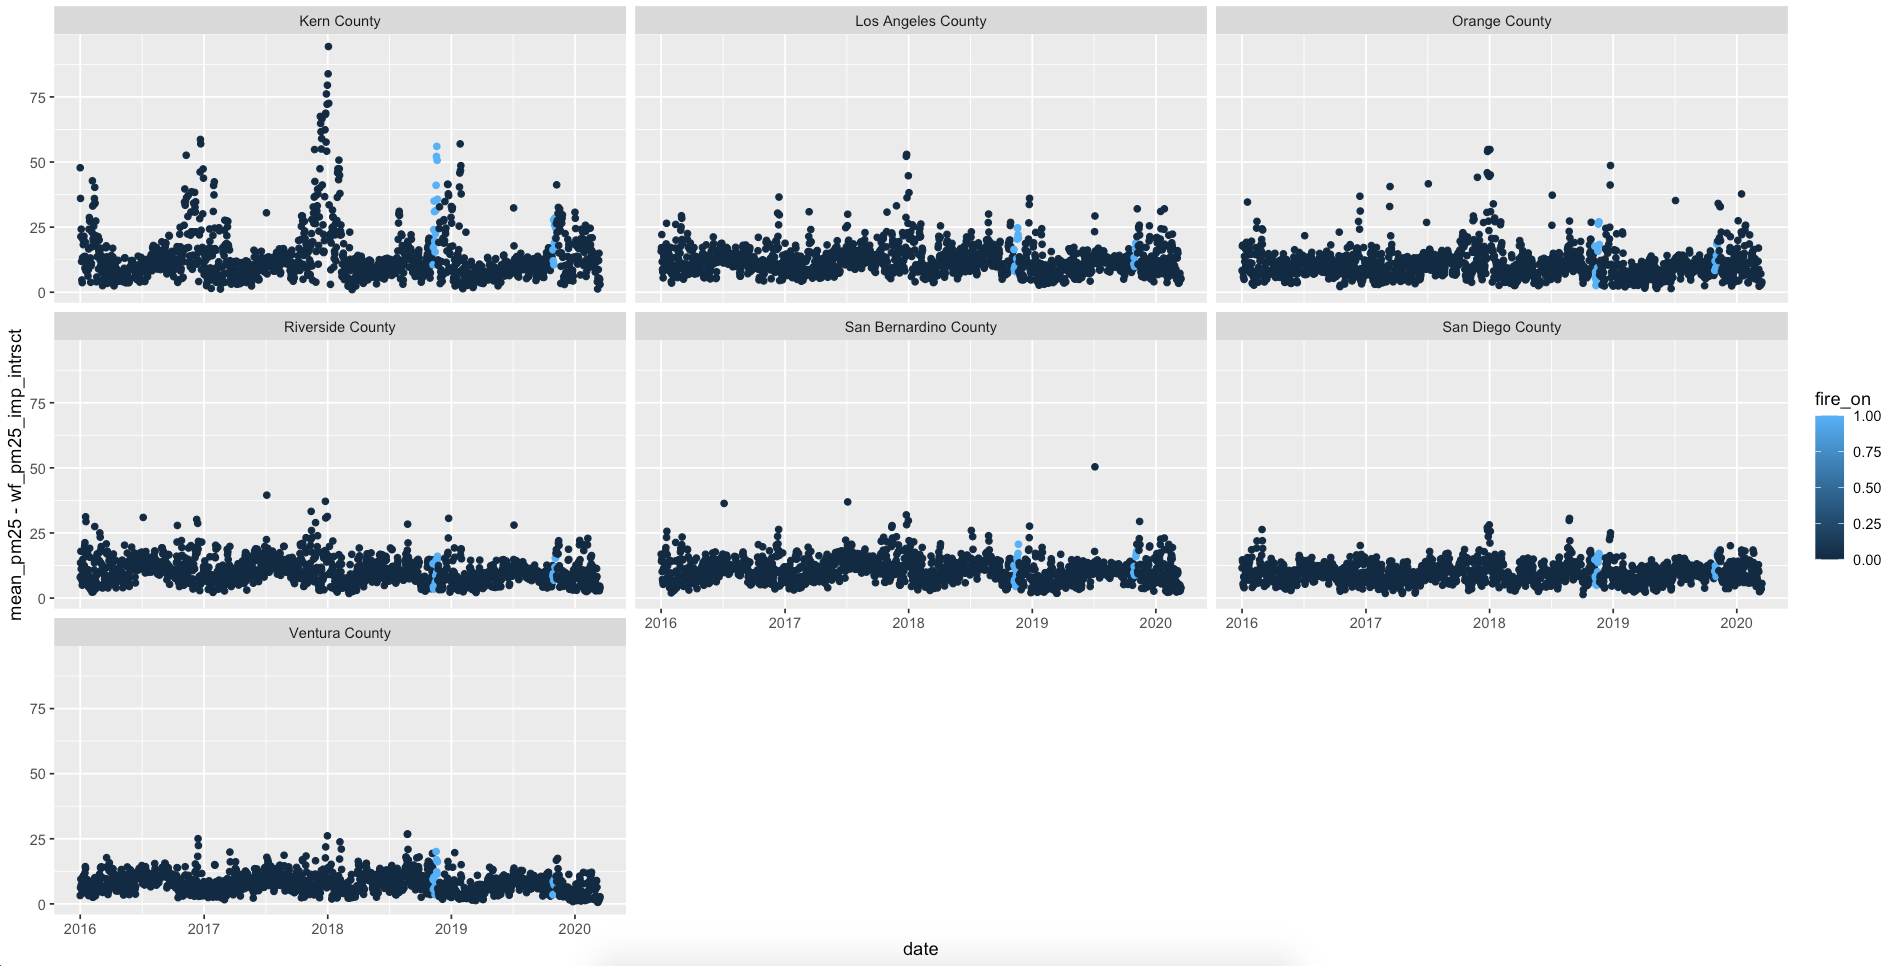 Kern County
Los Angeles County
Orange County
75
50
25
0
Riverside County
San Bernardino County
San Diego County
75
50
25
0
2016 2017 2018 2019 2020
2016 2017 2018 2019 2020
Ventura County
75
50
25
0
2016 2017 2018 2019 2020
mean_pm25 - wf_pm25_imp_intrsct
date
fire_on
1.00
0.75
0.50
0.25
0.00